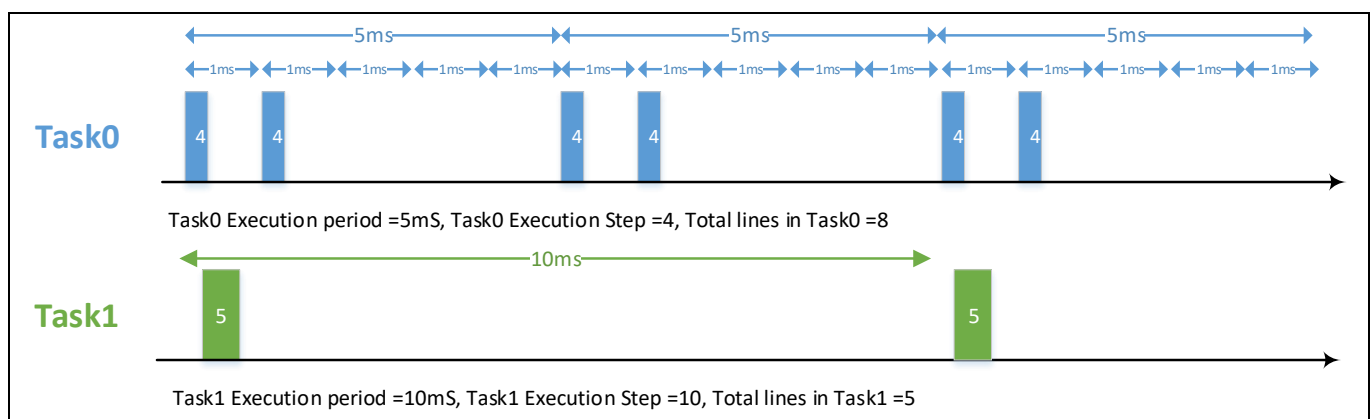 5ms 5ms 5ms
1ms 1ms 1ms 1ms 1ms 1ms 1ms 1ms 1ms 1ms 1ms 1ms 1ms 1ms 1ms
Task0 4 4 4 4 4 4
Task0 Execution period =5mS, Task0 Execution Step =4, Total lines in Task0 =8
10ms
Task1 5 5
Task1 Execution period =10mS, Task1 Execution Step =10, Total lines in Task1 =5